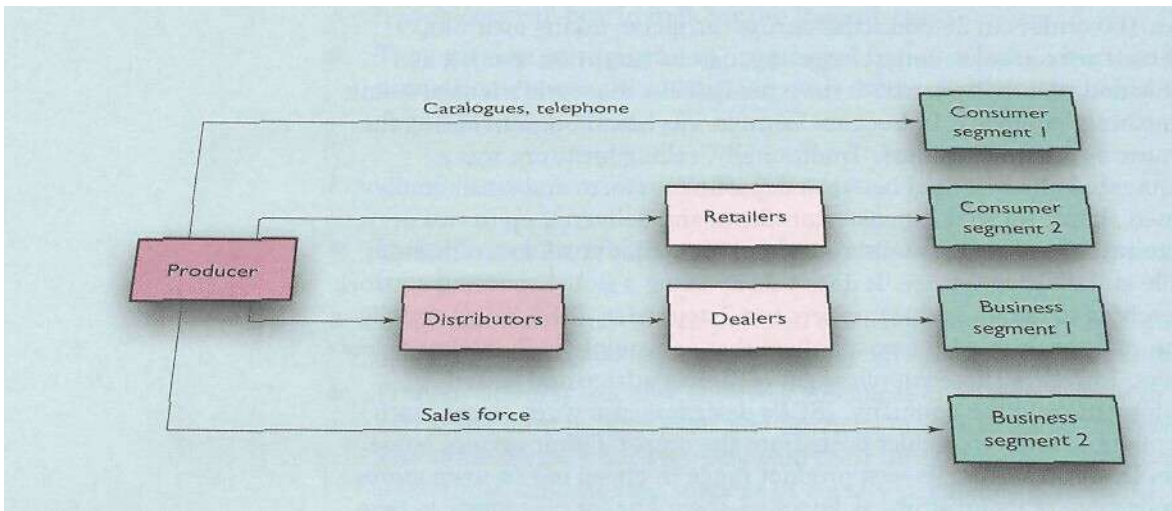 Catalogues, telephone
Consumer
segment 1
Retailers
Consumer
segment 2
Producer
Distributors
Dealers
Business
segment 1
Sales force
Business
segment 2